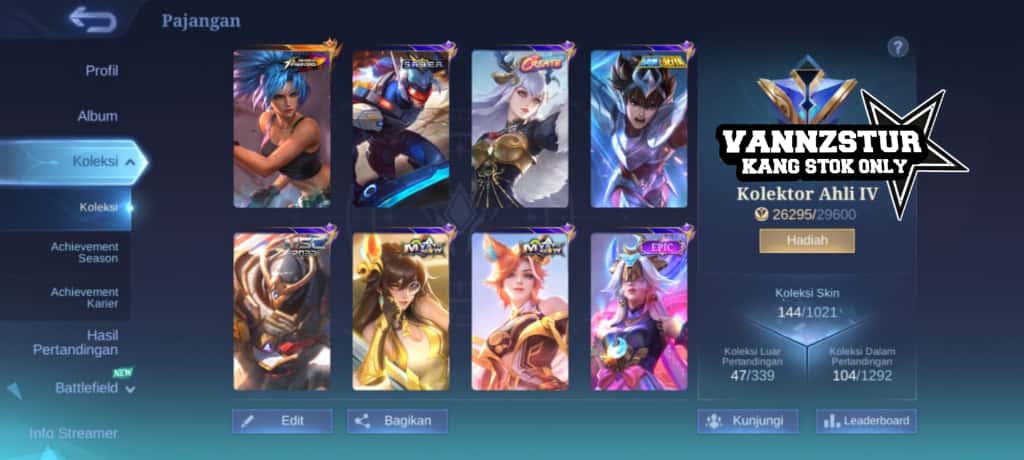 Pajangan
Profil
Album
Koleksi
Koleksi
Achievement
Season
Achievement
Karier
Hasil
Pertandingan
NEW
Battlefield
Info Streamer
S.A.B.E.R.
CREATE
EPIC
?
VANNZSTUR
KANG STOK ONLY
Kolektor Ahli IV
26295/29600
Hadiah
Koleksi Skin
144/1021
Koleksi Luar
Pertandingan
47/339
Koleksi Dalam
Pertandingan
104/1292
Edit
Bagikan
Kunjungi
Leaderboard